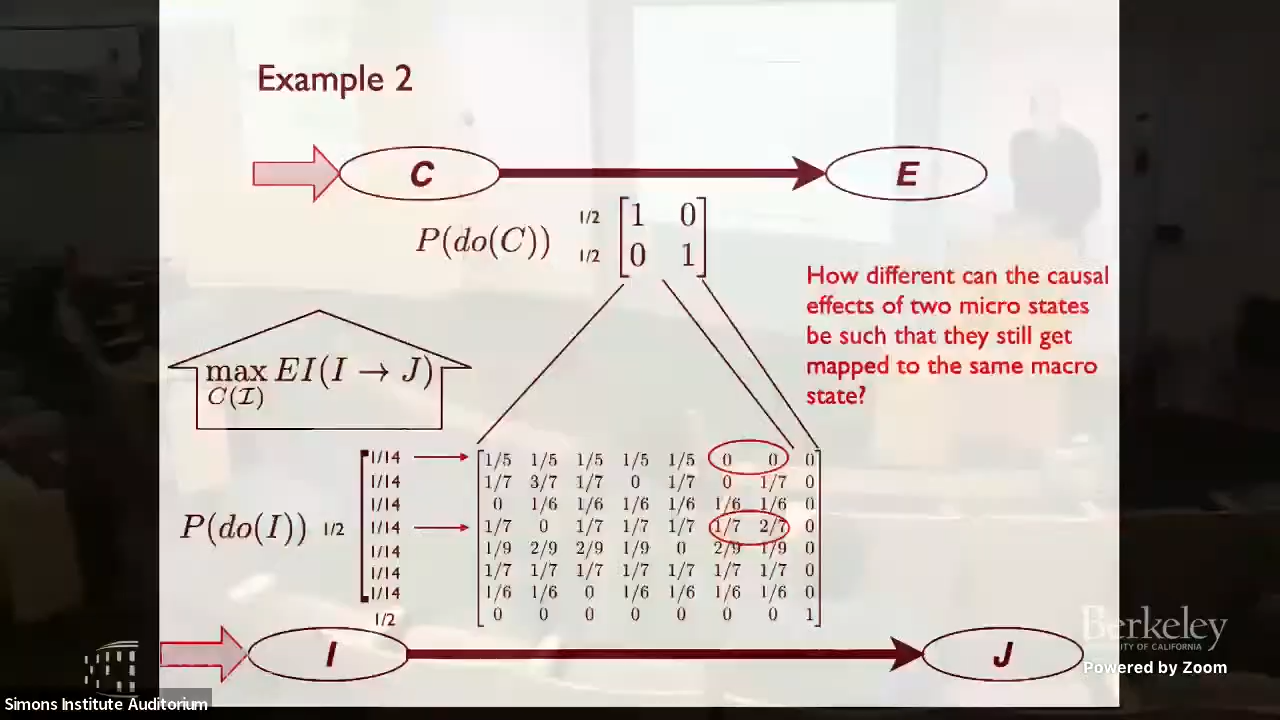 Example 2
C
E
P(do(C))
1/2 1 0
1/2 0 1
How different can the causal
effects of two micro states
be such that they still get
mapped to the same macro
state?
max EI(I → J)
C(I)
1/14 1/5 1/5 1/5 1/5 1/5 0 0 0
1/14 1/7 3/7 1/7 0 1/7 0 1/7 0
1/14 0 1/6 1/6 1/6 1/6 1/6 1/6 0
P(do(I)) 1/2 1/14 1/7 0 1/7 1/7 1/7 1/7 2/7 0
1/14 1/9 2/9 2/9 1/9 0 2/9 1/9 0
1/14 1/7 1/7 1/7 1/7 1/7 1/7 1/7 0
1/14 1/6 1/6 0 1/6 1/6 1/6 1/6 0
1/2 0 0 0 0 0 0 0 1
I
J
Berkeley
ITY OF CALIFORNIA
Powered by Zoom
Simons Institute Auditorium